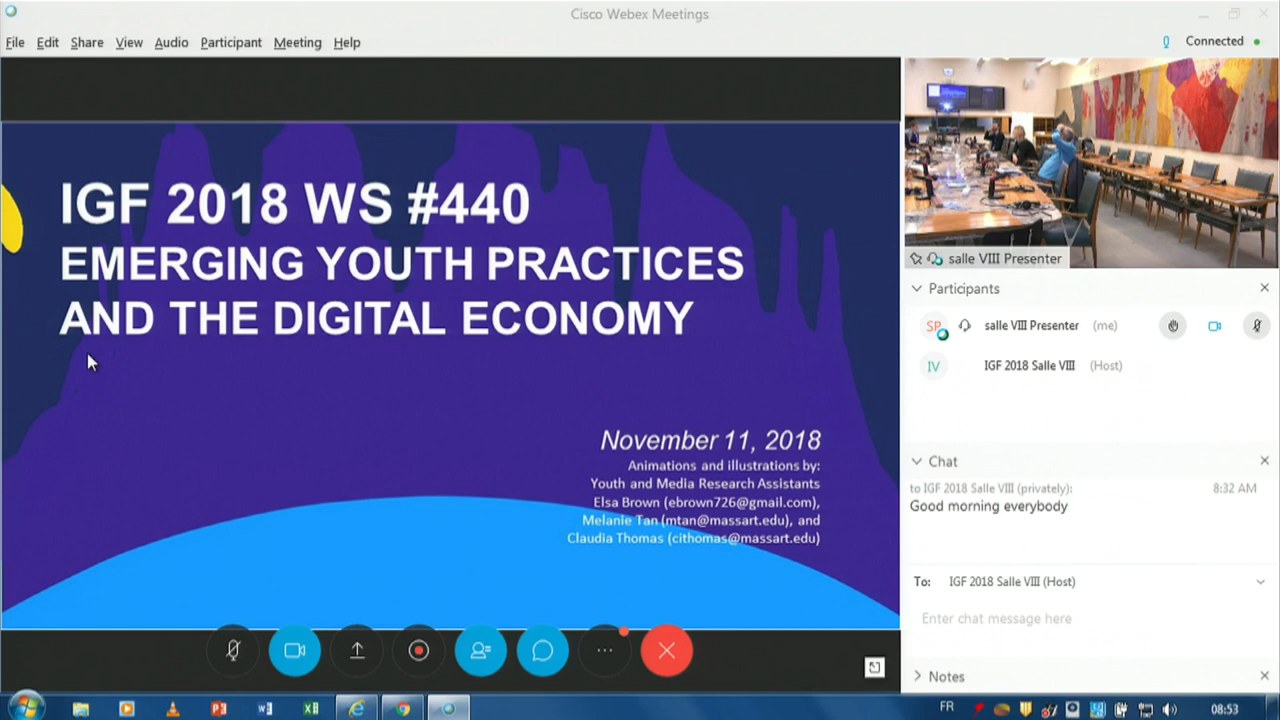 Cisco Webex Meetings
File Edit Share View Audio Participant Meeting Help
Connected
IGF 2018 WS #440
EMERGING YOUTH PRACTICES
AND THE DIGITAL ECONOMY
November 11, 2018
Animations and illustrations by:
Youth and Media Research Assistants
Elsa Brown (ebrown726@gmail.com),
Melanie Tan (mtan@massart.edu), and
Claudia Thomas (cithomas@massart.edu)
salle VIII Presenter
Participants
SP salle VIII Presenter (me)
IV IGF 2018 Salle VIII (Host)
Chat
to IGF 2018 Salle VIII (privately): 8:32 AM
Good morning everybody
To: IGF 2018 Salle VIII (Host)
Enter chat message here
Notes
FR 08:53